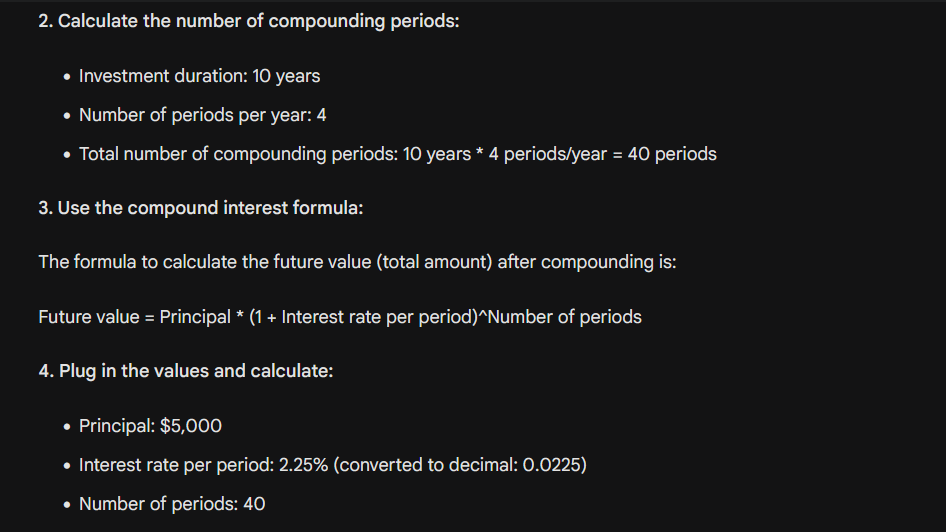 2. Calculate the number of compounding periods:
• Investment duration: 10 years
• Number of periods per year: 4
• Total number of compounding periods: 10 years * 4 periods/year = 40 periods
3. Use the compound interest formula:
The formula to calculate the future value (total amount) after compounding is:
Future value = Principal * (1 + Interest rate per period)^Number of periods
4. Plug in the values and calculate:
• Principal: $5,000
• Interest rate per period: 2.25% (converted to decimal: 0.0225)
• Number of periods: 40